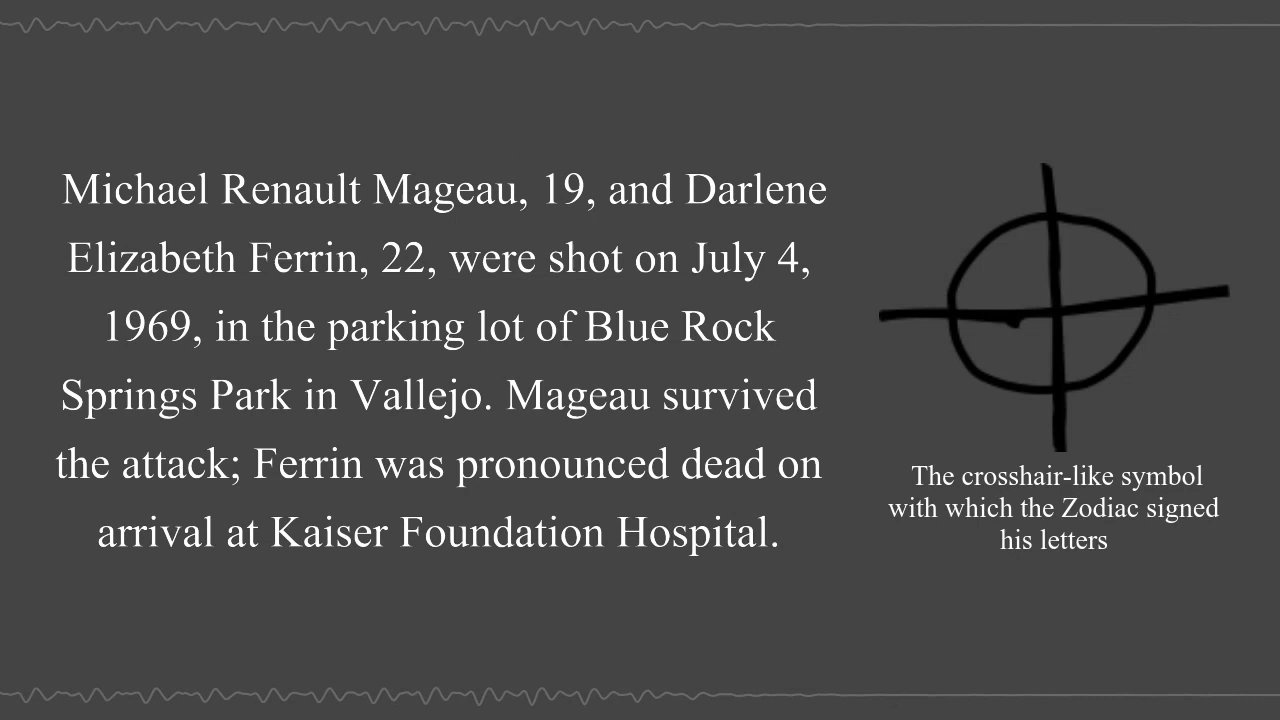 Michael Renault Mageau, 19, and Darlene
Elizabeth Ferrin, 22, were shot on July 4,
1969, in the parking lot of Blue Rock
Springs Park in Vallejo. Mageau survived
the attack; Ferrin was pronounced dead on
arrival at Kaiser Foundation Hospital.
The crosshair-like symbol
with which the Zodiac signed
his letters